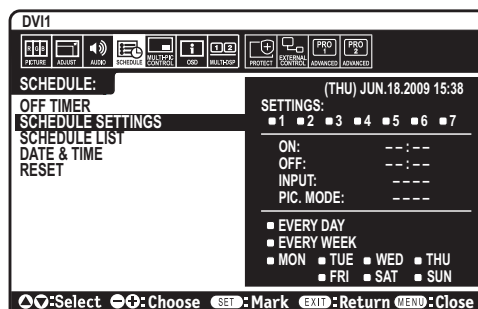 DVI1
RGB
PICTURE ADJUST AUDIO SCHEDULE MULTI-PIC CONTROL OSD MULTI-DSP PROTECT EXTERNAL CONTROL PRO 1 ADVANCED PRO 2 ADVANCED
SCHEDULE:
OFF TIMER
SCHEDULE SETTINGS
SCHEDULE LIST
DATE & TIME
RESET
(THU) JUN.18.2009 15:38
SETTINGS:
1 2 3 4 5 6 7
ON: --:--
OFF: --:--
INPUT: ----
PIC. MODE: ----
EVERY DAY
EVERY WEEK
MON TUE WED THU
FRI SAT SUN
:Select :Choose SET:Mark EXIT:Return MENU:Close